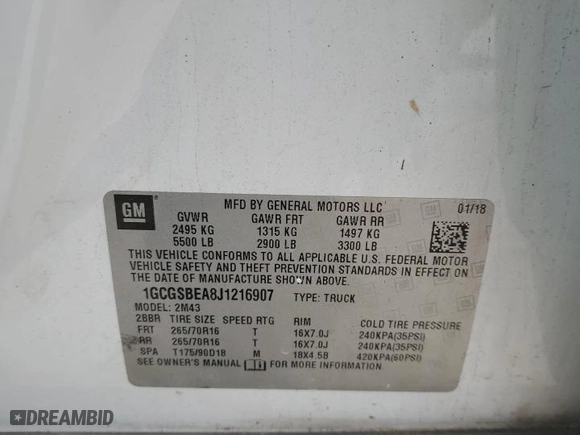 GM
MFD BY GENERAL MOTORS LLC
01/18
GVWR GAWR FRT GAWR RR
2495 KG 1315 KG 1497 KG
5500 LB 2900 LB 3300 LB
THIS VEHICLE CONFORMS TO ALL APPLICABLE U.S. FEDERAL MOTOR
VEHICLE SAFETY AND THEFT PREVENTION STANDARDS IN EFFECT ON
THE DATE OF MANUFACTURE SHOWN ABOVE.
1GCGSBEA8J1216907 TYPE: TRUCK
MODEL: 2M43
2BBR TIRE SIZE SPEED RTG RIM COLD TIRE PRESSURE
FRT 265/70R16 T 16X7.0J 240KPA(35PSI)
RR 265/70R16 T 16X7.0J 240KPA(35PSI)
SPA T175/90D18 M 18X4.5B 420KPA(60PSI)
SEE OWNER'S MANUAL FOR MORE INFORMATION
DREAMBID